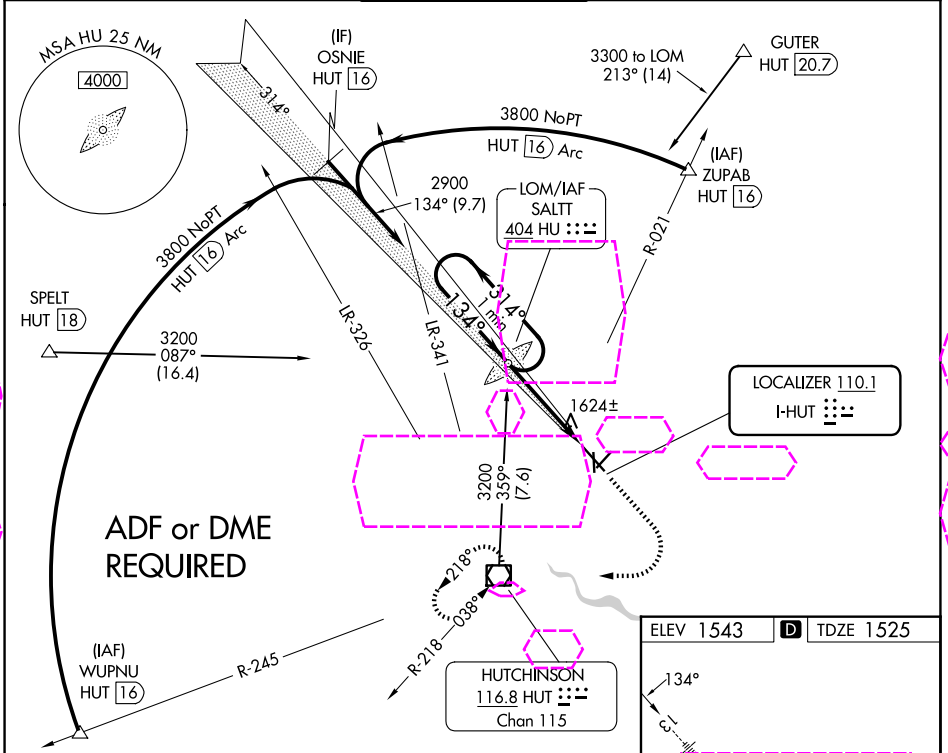 MSA HU 25 NM
4000
314°
(IF)
OSNIE
HUT 16
3300 to LOM
213° (14)
GUTER
HUT 20.7
3800 NoPT
HUT 16 Arc
(IAF)
ZUPAB
HUT 16
2900
134° (9.7)
LOM/IAF
SALTT
404 HU
R-021
3800 NoPT
HUT 16 Arc
314°
1 min
134°
LR-326
LR-341
SPELT
HUT 18
3200
087°
(16.4)
LOCALIZER 110.1
I-HUT
1624±
3200
359°
(7.6)
ADF or DME
REQUIRED
218°
038°
R-218
R-245
(IAF)
WUPNU
HUT 16
HUTCHINSON
116.8 HUT
Chan 115
ELEV 1543 D TDZE 1525
134°
13